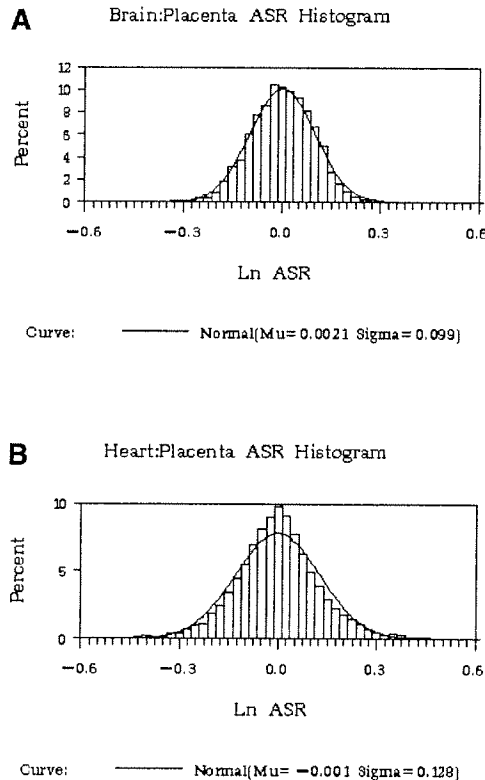 A
Brain:Placenta ASR Histogram
12
10
8
6
4
2
0
Percent
−0.6 −0.3 0.0 0.3 0.6
Ln ASR
Curve: Normal(Mu= 0.0021 Sigma= 0.099)
B
Heart:Placenta ASR Histogram
10
5
0
Percent
−0.6 −0.3 0.0 0.3 0.6
Ln ASR
Curve: Normal(Mu= −0.001 Sigma= 0.128)